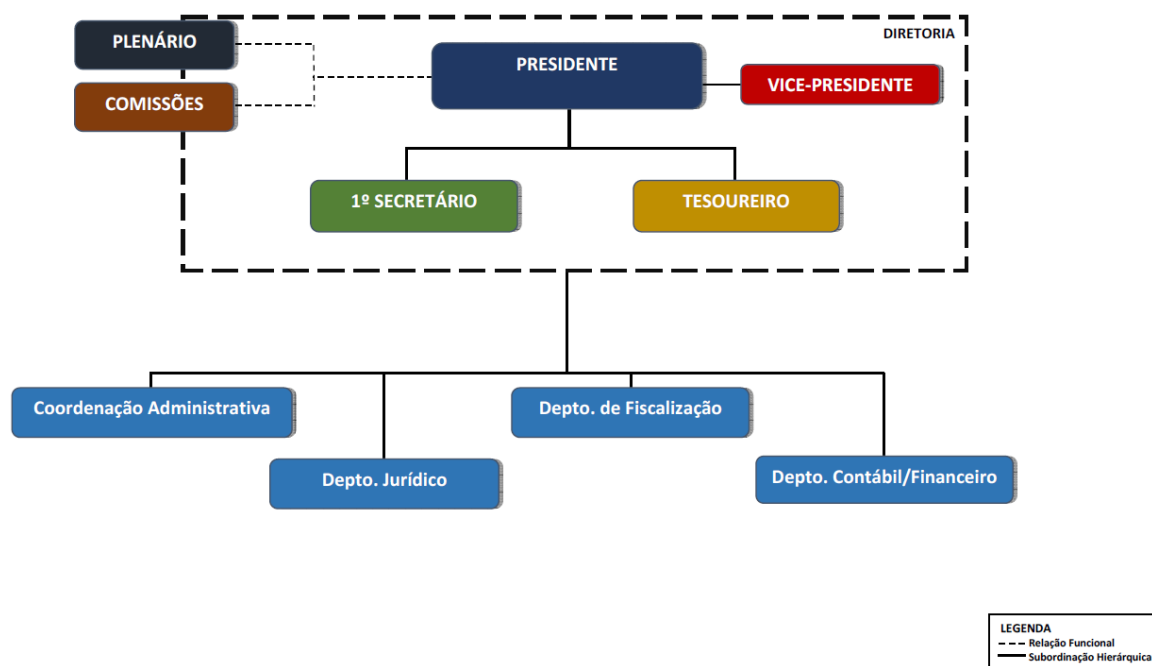 DIRETORIA
PLENÁRIO
PRESIDENTE
VICE-PRESIDENTE
COMISSÕES
1º SECRETÁRIO
TESOUREIRO
Coordenação Administrativa
Depto. de Fiscalização
Depto. Jurídico
Depto. Contábil/Financeiro
LEGENDA
Relação Funcional
Subordinação Hierárquica